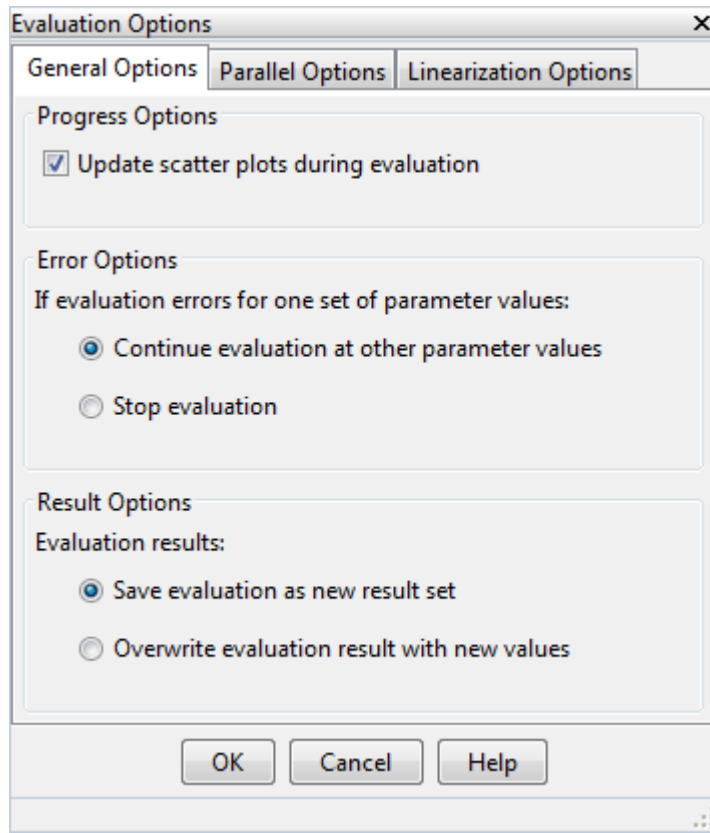 Evaluation Options
General Options Parallel Options Linearization Options
Progress Options
Update scatter plots during evaluation
Error Options
If evaluation errors for one set of parameter values:
Continue evaluation at other parameter values
Stop evaluation
Result Options
Evaluation results:
Save evaluation as new result set
Overwrite evaluation result with new values
OK Cancel Help